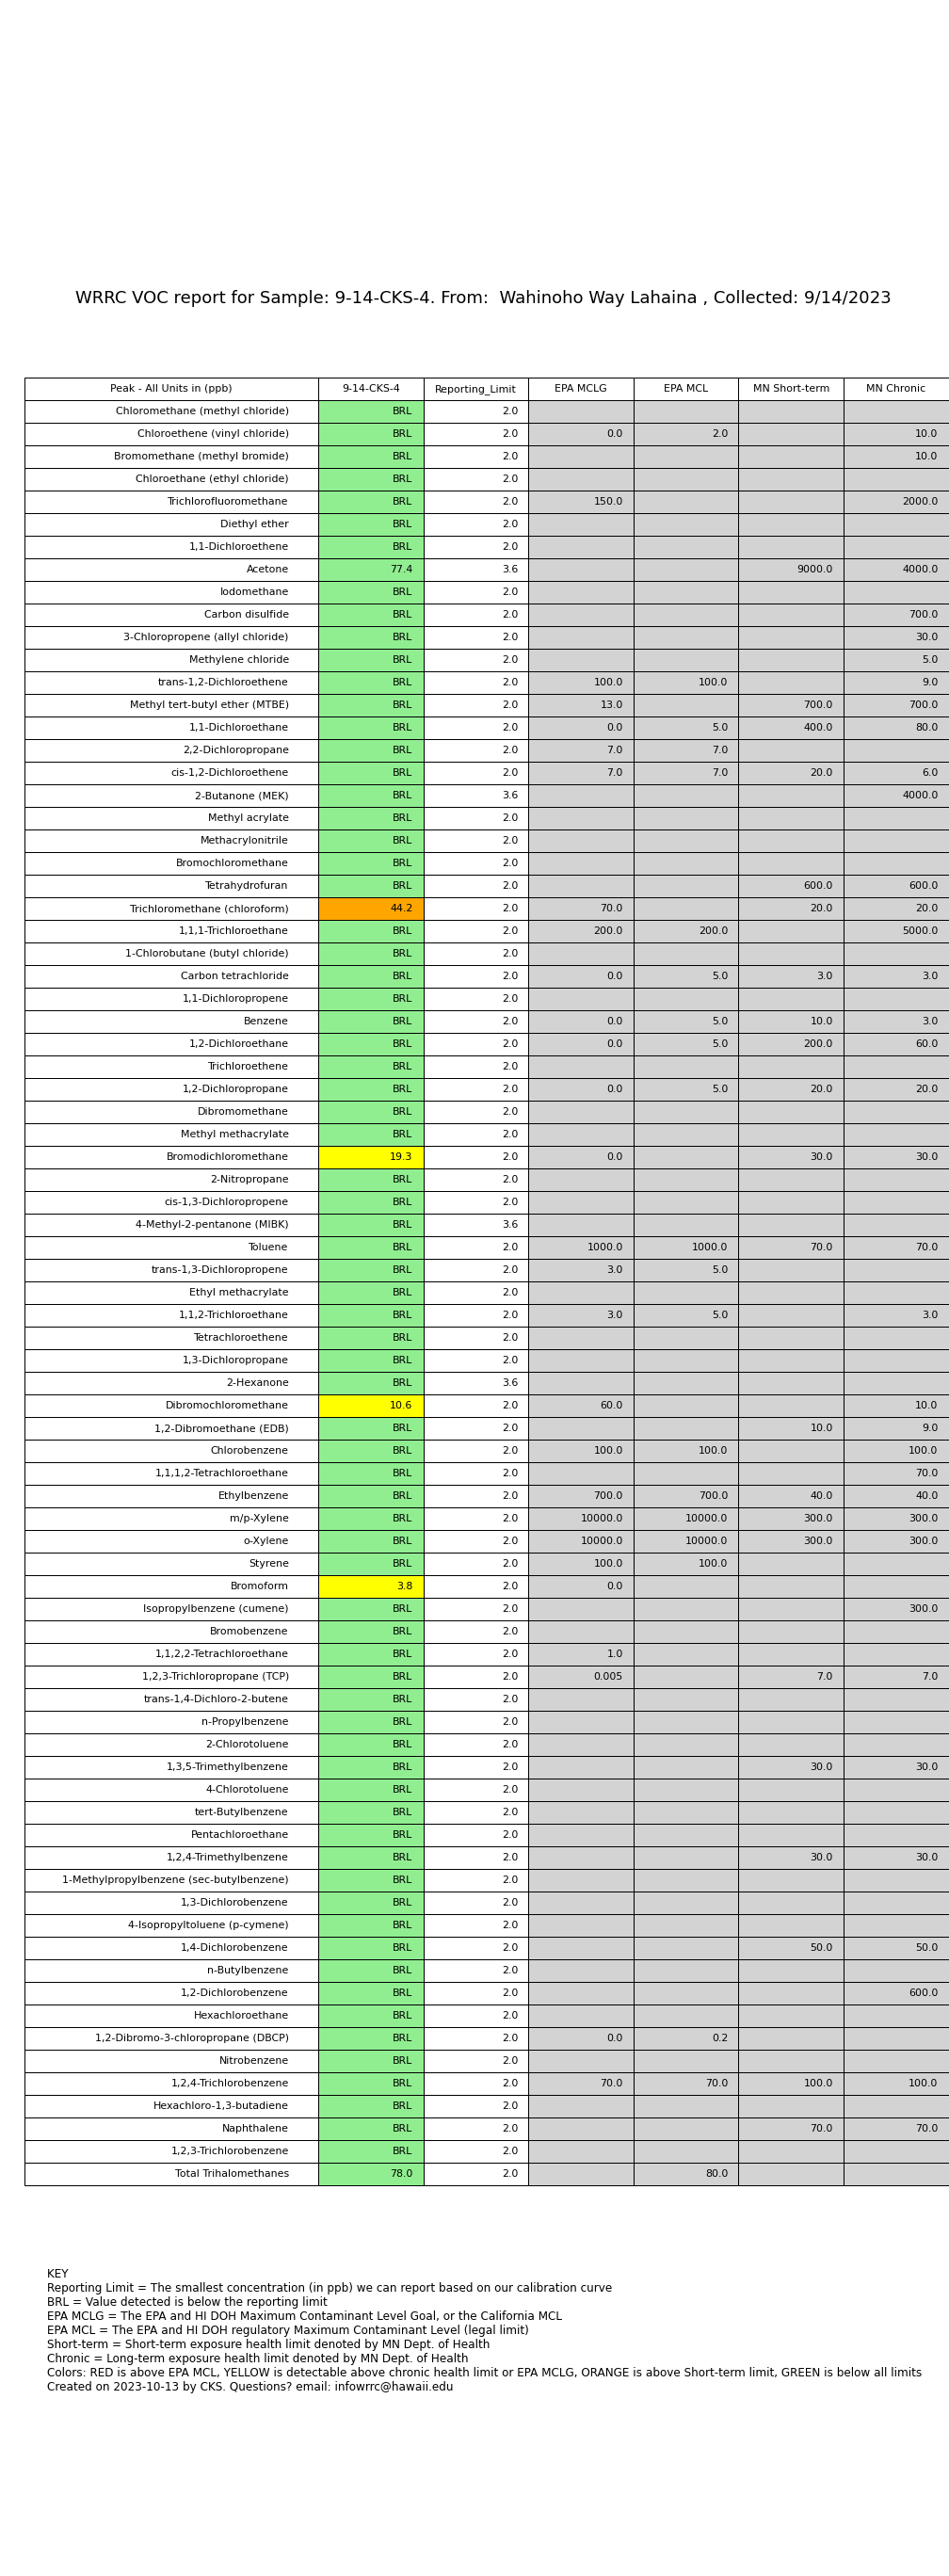 WRRC VOC report for Sample: 9-14-CKS-4. From:  Wahinoho Way Lahaina , Collected: 9/14/2023
Peak - All Units in (ppb) 9-14-CKS-4 Reporting_Limit EPA MCLG EPA MCL MN Short-term MN Chronic
Chloromethane (methyl chloride) BRL 2.0
Chloroethene (vinyl chloride) BRL 2.0 0.0 2.0 10.0
Bromomethane (methyl bromide) BRL 2.0 10.0
Chloroethane (ethyl chloride) BRL 2.0
Trichlorofluoromethane BRL 2.0 150.0 2000.0
Diethyl ether BRL 2.0
1,1-Dichloroethene BRL 2.0
Acetone 77.4 3.6 9000.0 4000.0
Iodomethane BRL 2.0
Carbon disulfide BRL 2.0 700.0
3-Chloropropene (allyl chloride) BRL 2.0 30.0
Methylene chloride BRL 2.0 5.0
trans-1,2-Dichloroethene BRL 2.0 100.0 100.0 9.0
Methyl tert-butyl ether (MTBE) BRL 2.0 13.0 700.0 700.0
1,1-Dichloroethane BRL 2.0 0.0 5.0 400.0 80.0
2,2-Dichloropropane BRL 2.0 7.0 7.0
cis-1,2-Dichloroethene BRL 2.0 7.0 7.0 20.0 6.0
2-Butanone (MEK) BRL 3.6 4000.0
Methyl acrylate BRL 2.0
Methacrylonitrile BRL 2.0
Bromochloromethane BRL 2.0
Tetrahydrofuran BRL 2.0 600.0 600.0
Trichloromethane (chloroform) 44.2 2.0 70.0 20.0 20.0
1,1,1-Trichloroethane BRL 2.0 200.0 200.0 5000.0
1-Chlorobutane (butyl chloride) BRL 2.0
Carbon tetrachloride BRL 2.0 0.0 5.0 3.0 3.0
1,1-Dichloropropene BRL 2.0
Benzene BRL 2.0 0.0 5.0 10.0 3.0
1,2-Dichloroethane BRL 2.0 0.0 5.0 200.0 60.0
Trichloroethene BRL 2.0
1,2-Dichloropropane BRL 2.0 0.0 5.0 20.0 20.0
Dibromomethane BRL 2.0
Methyl methacrylate BRL 2.0
Bromodichloromethane 19.3 2.0 0.0 30.0 30.0
2-Nitropropane BRL 2.0
cis-1,3-Dichloropropene BRL 2.0
4-Methyl-2-pentanone (MIBK) BRL 3.6
Toluene BRL 2.0 1000.0 1000.0 70.0 70.0
trans-1,3-Dichloropropene BRL 2.0 3.0 5.0
Ethyl methacrylate BRL 2.0
1,1,2-Trichloroethane BRL 2.0 3.0 5.0 3.0
Tetrachloroethene BRL 2.0
1,3-Dichloropropane BRL 2.0
2-Hexanone BRL 3.6
Dibromochloromethane 10.6 2.0 60.0 10.0
1,2-Dibromoethane (EDB) BRL 2.0 10.0 9.0
Chlorobenzene BRL 2.0 100.0 100.0 100.0
1,1,1,2-Tetrachloroethane BRL 2.0 70.0
Ethylbenzene BRL 2.0 700.0 700.0 40.0 40.0
m/p-Xylene BRL 2.0 10000.0 10000.0 300.0 300.0
o-Xylene BRL 2.0 10000.0 10000.0 300.0 300.0
Styrene BRL 2.0 100.0 100.0
Bromoform 3.8 2.0 0.0
Isopropylbenzene (cumene) BRL 2.0 300.0
Bromobenzene BRL 2.0
1,1,2,2-Tetrachloroethane BRL 2.0 1.0
1,2,3-Trichloropropane (TCP) BRL 2.0 0.005 7.0 7.0
trans-1,4-Dichloro-2-butene BRL 2.0
n-Propylbenzene BRL 2.0
2-Chlorotoluene BRL 2.0
1,3,5-Trimethylbenzene BRL 2.0 30.0 30.0
4-Chlorotoluene BRL 2.0
tert-Butylbenzene BRL 2.0
Pentachloroethane BRL 2.0
1,2,4-Trimethylbenzene BRL 2.0 30.0 30.0
1-Methylpropylbenzene (sec-butylbenzene) BRL 2.0
1,3-Dichlorobenzene BRL 2.0
4-Isopropyltoluene (p-cymene) BRL 2.0
1,4-Dichlorobenzene BRL 2.0 50.0 50.0
n-Butylbenzene BRL 2.0
1,2-Dichlorobenzene BRL 2.0 600.0
Hexachloroethane BRL 2.0
1,2-Dibromo-3-chloropropane (DBCP) BRL 2.0 0.0 0.2
Nitrobenzene BRL 2.0
1,2,4-Trichlorobenzene BRL 2.0 70.0 70.0 100.0 100.0
Hexachloro-1,3-butadiene BRL 2.0
Naphthalene BRL 2.0 70.0 70.0
1,2,3-Trichlorobenzene BRL 2.0
Total Trihalomethanes 78.0 2.0 80.0
KEY
Reporting Limit = The smallest concentration (in ppb) we can report based on our calibration curve
BRL = Value detected is below the reporting limit
EPA MCLG = The EPA and HI DOH Maximum Contaminant Level Goal, or the California MCL
EPA MCL = The EPA and HI DOH regulatory Maximum Contaminant Level (legal limit)
Short-term = Short-term exposure health limit denoted by MN Dept. of Health
Chronic = Long-term exposure health limit denoted by MN Dept. of Health
Colors: RED is above EPA MCL, YELLOW is detectable above chronic health limit or EPA MCLG, ORANGE is above Short-term limit, GREEN is below all limits
Created on 2023-10-13 by CKS. Questions? email: infowrrc@hawaii.edu